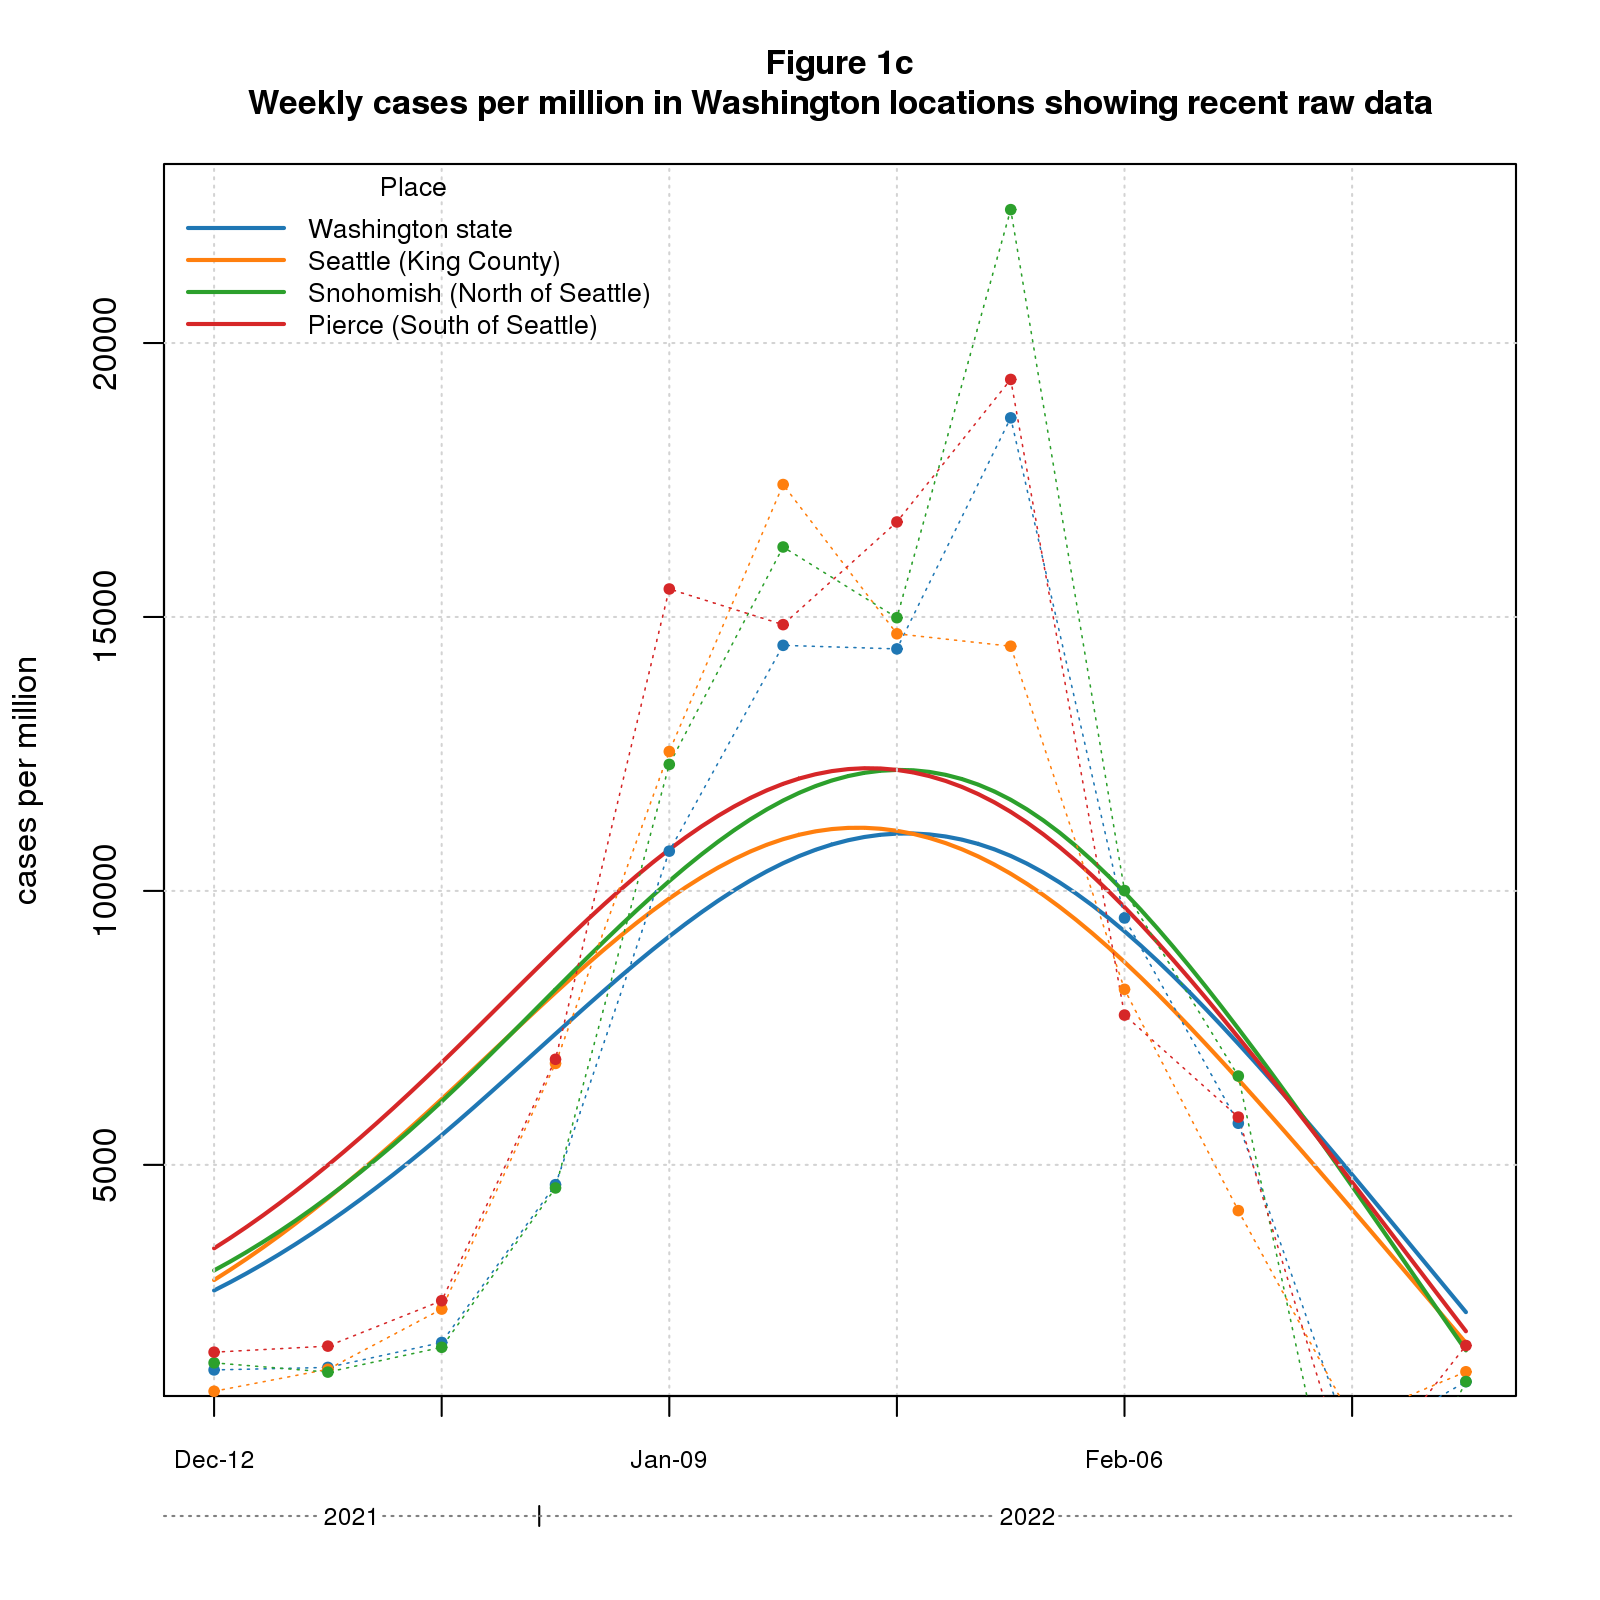 Figure 1c
Weekly cases per million in Washington locations showing recent raw data
Place
Washington state
Seattle (King County)
Snohomish (North of Seattle)
Pierce (South of Seattle)
cases per million
20000
15000
10000
5000
Dec-12
Jan-09
Feb-06
2021
2022